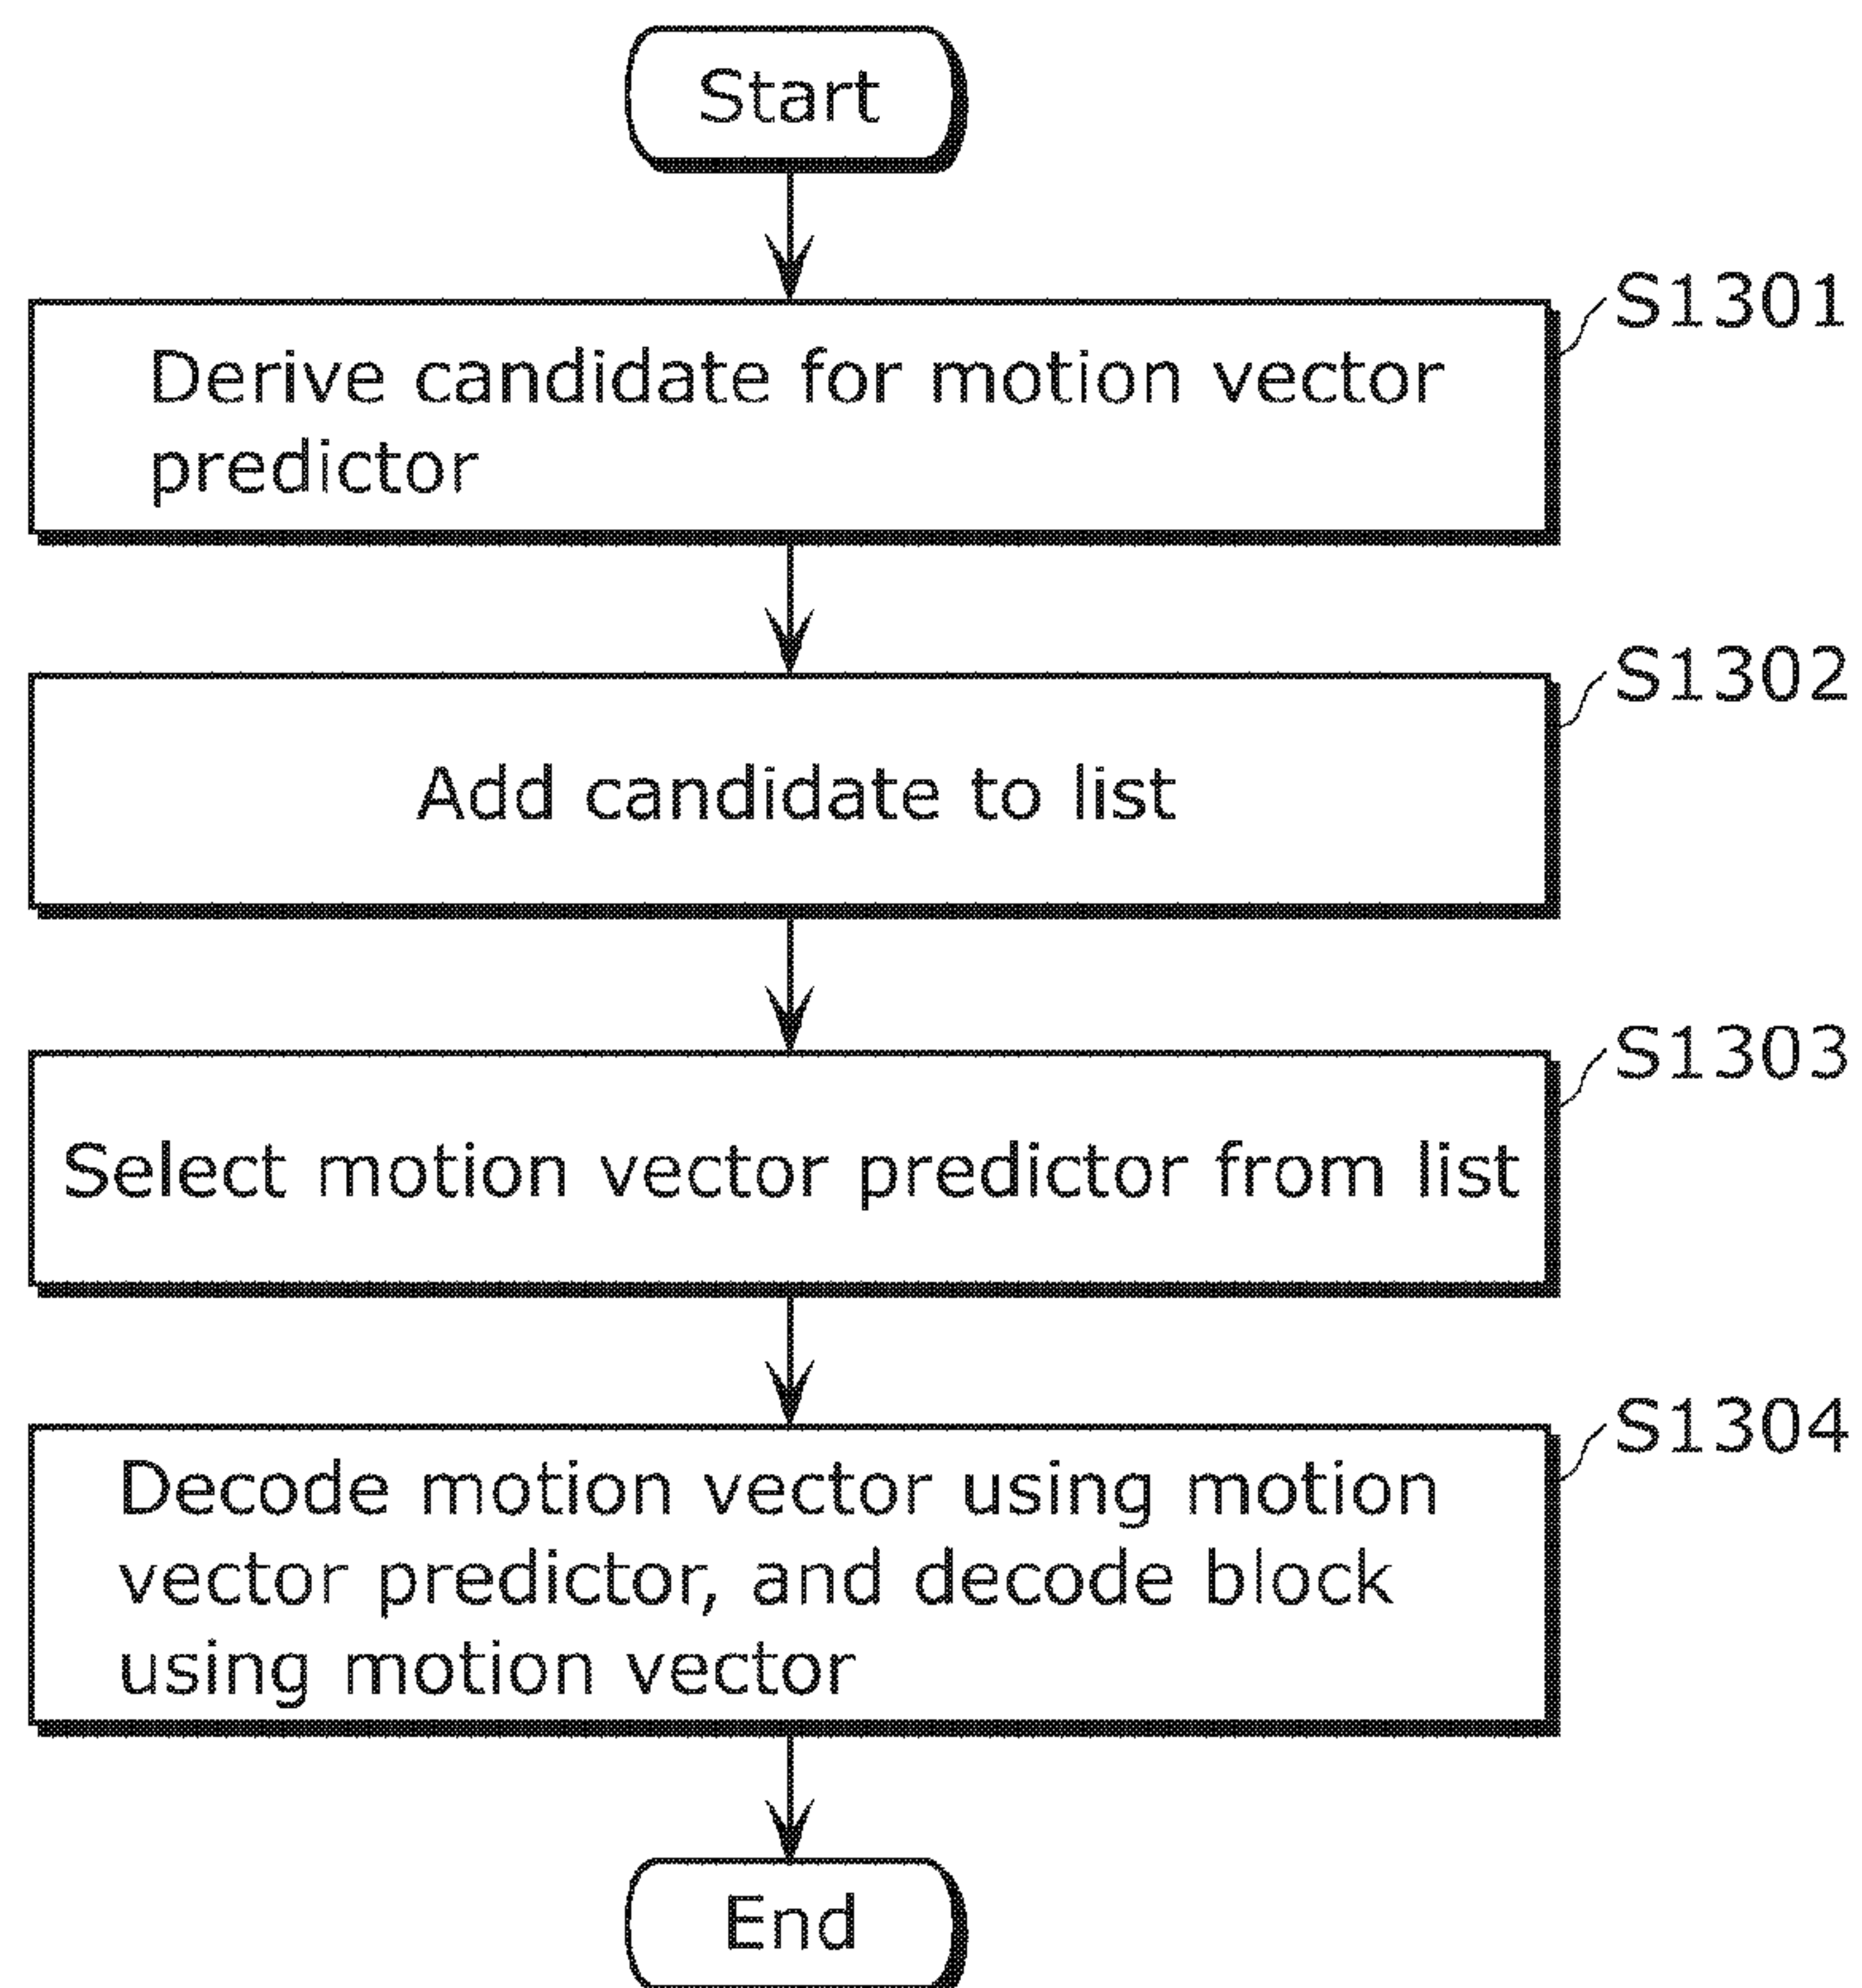 Start
S1301
Derive candidate for motion vector
predictor
S1302
Add candidate to list
S1303
Select motion vector predictor from list
S1304
Decode motion vector using motion
vector predictor, and decode block
using motion vector
End